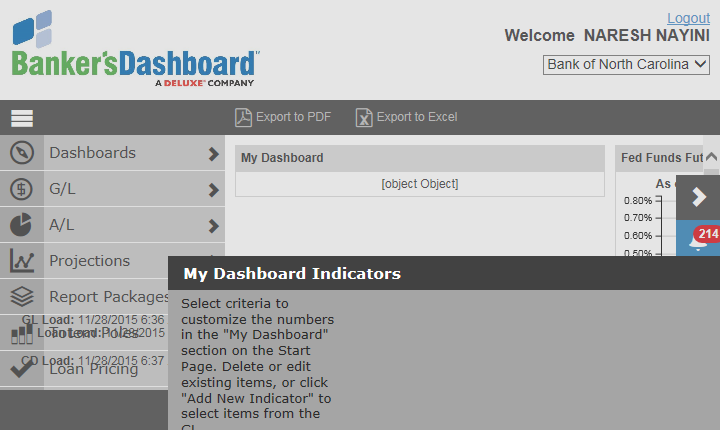 Logout
Banker'sDashboard™
A DELUXE® COMPANY
Welcome NARESH NAYINI
Bank of North Carolina
Export to PDF
Export to Excel
Dashboards
G/L
A/L
Projections
Report Packages
GL Load: 11/28/2015 6:36
Totem Poles
Loan Load: 11/28/2015
CD Load: 11/28/2015 6:37
Loan Pricing
My Dashboard
[object Object]
Fed Funds Fut
As
0.80%
0.70%
0.60%
0.50%
214
My Dashboard Indicators
Select criteria to
customize the numbers
in the "My Dashboard"
section on the Start
Page. Delete or edit
existing items, or click
"Add New Indicator" to
select items from the